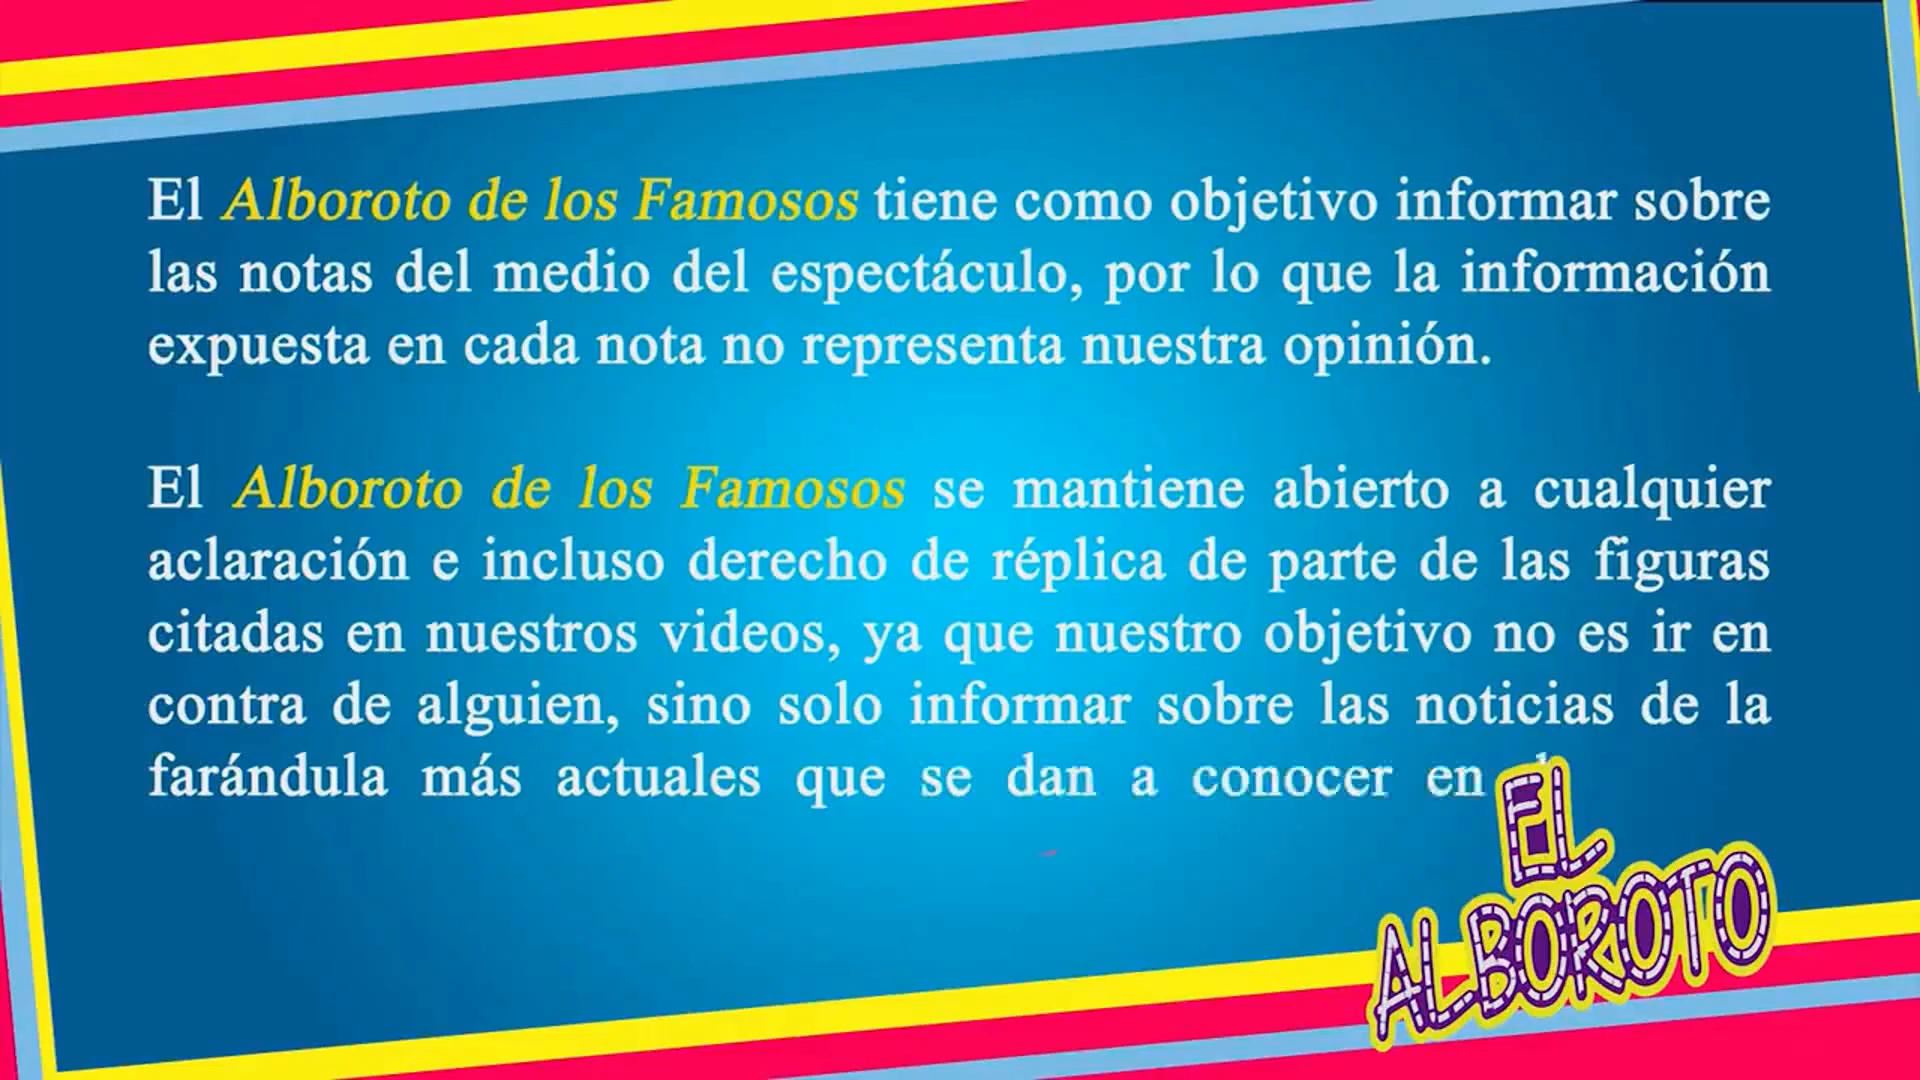 El Alboroto de los Famosos tiene como objetivo informar sobre
las notas del medio del espectáculo, por lo que la información
expuesta en cada nota no representa nuestra opinión.
El Alboroto de los Famosos se mantiene abierto a cualquier
aclaración e incluso derecho de réplica de parte de las figuras
citadas en nuestros videos, ya que nuestro objetivo no es ir en
contra de alguien, sino solo informar sobre las noticias de la
farándula más actuales que se dan a conocer en
EL
ALBOROTO